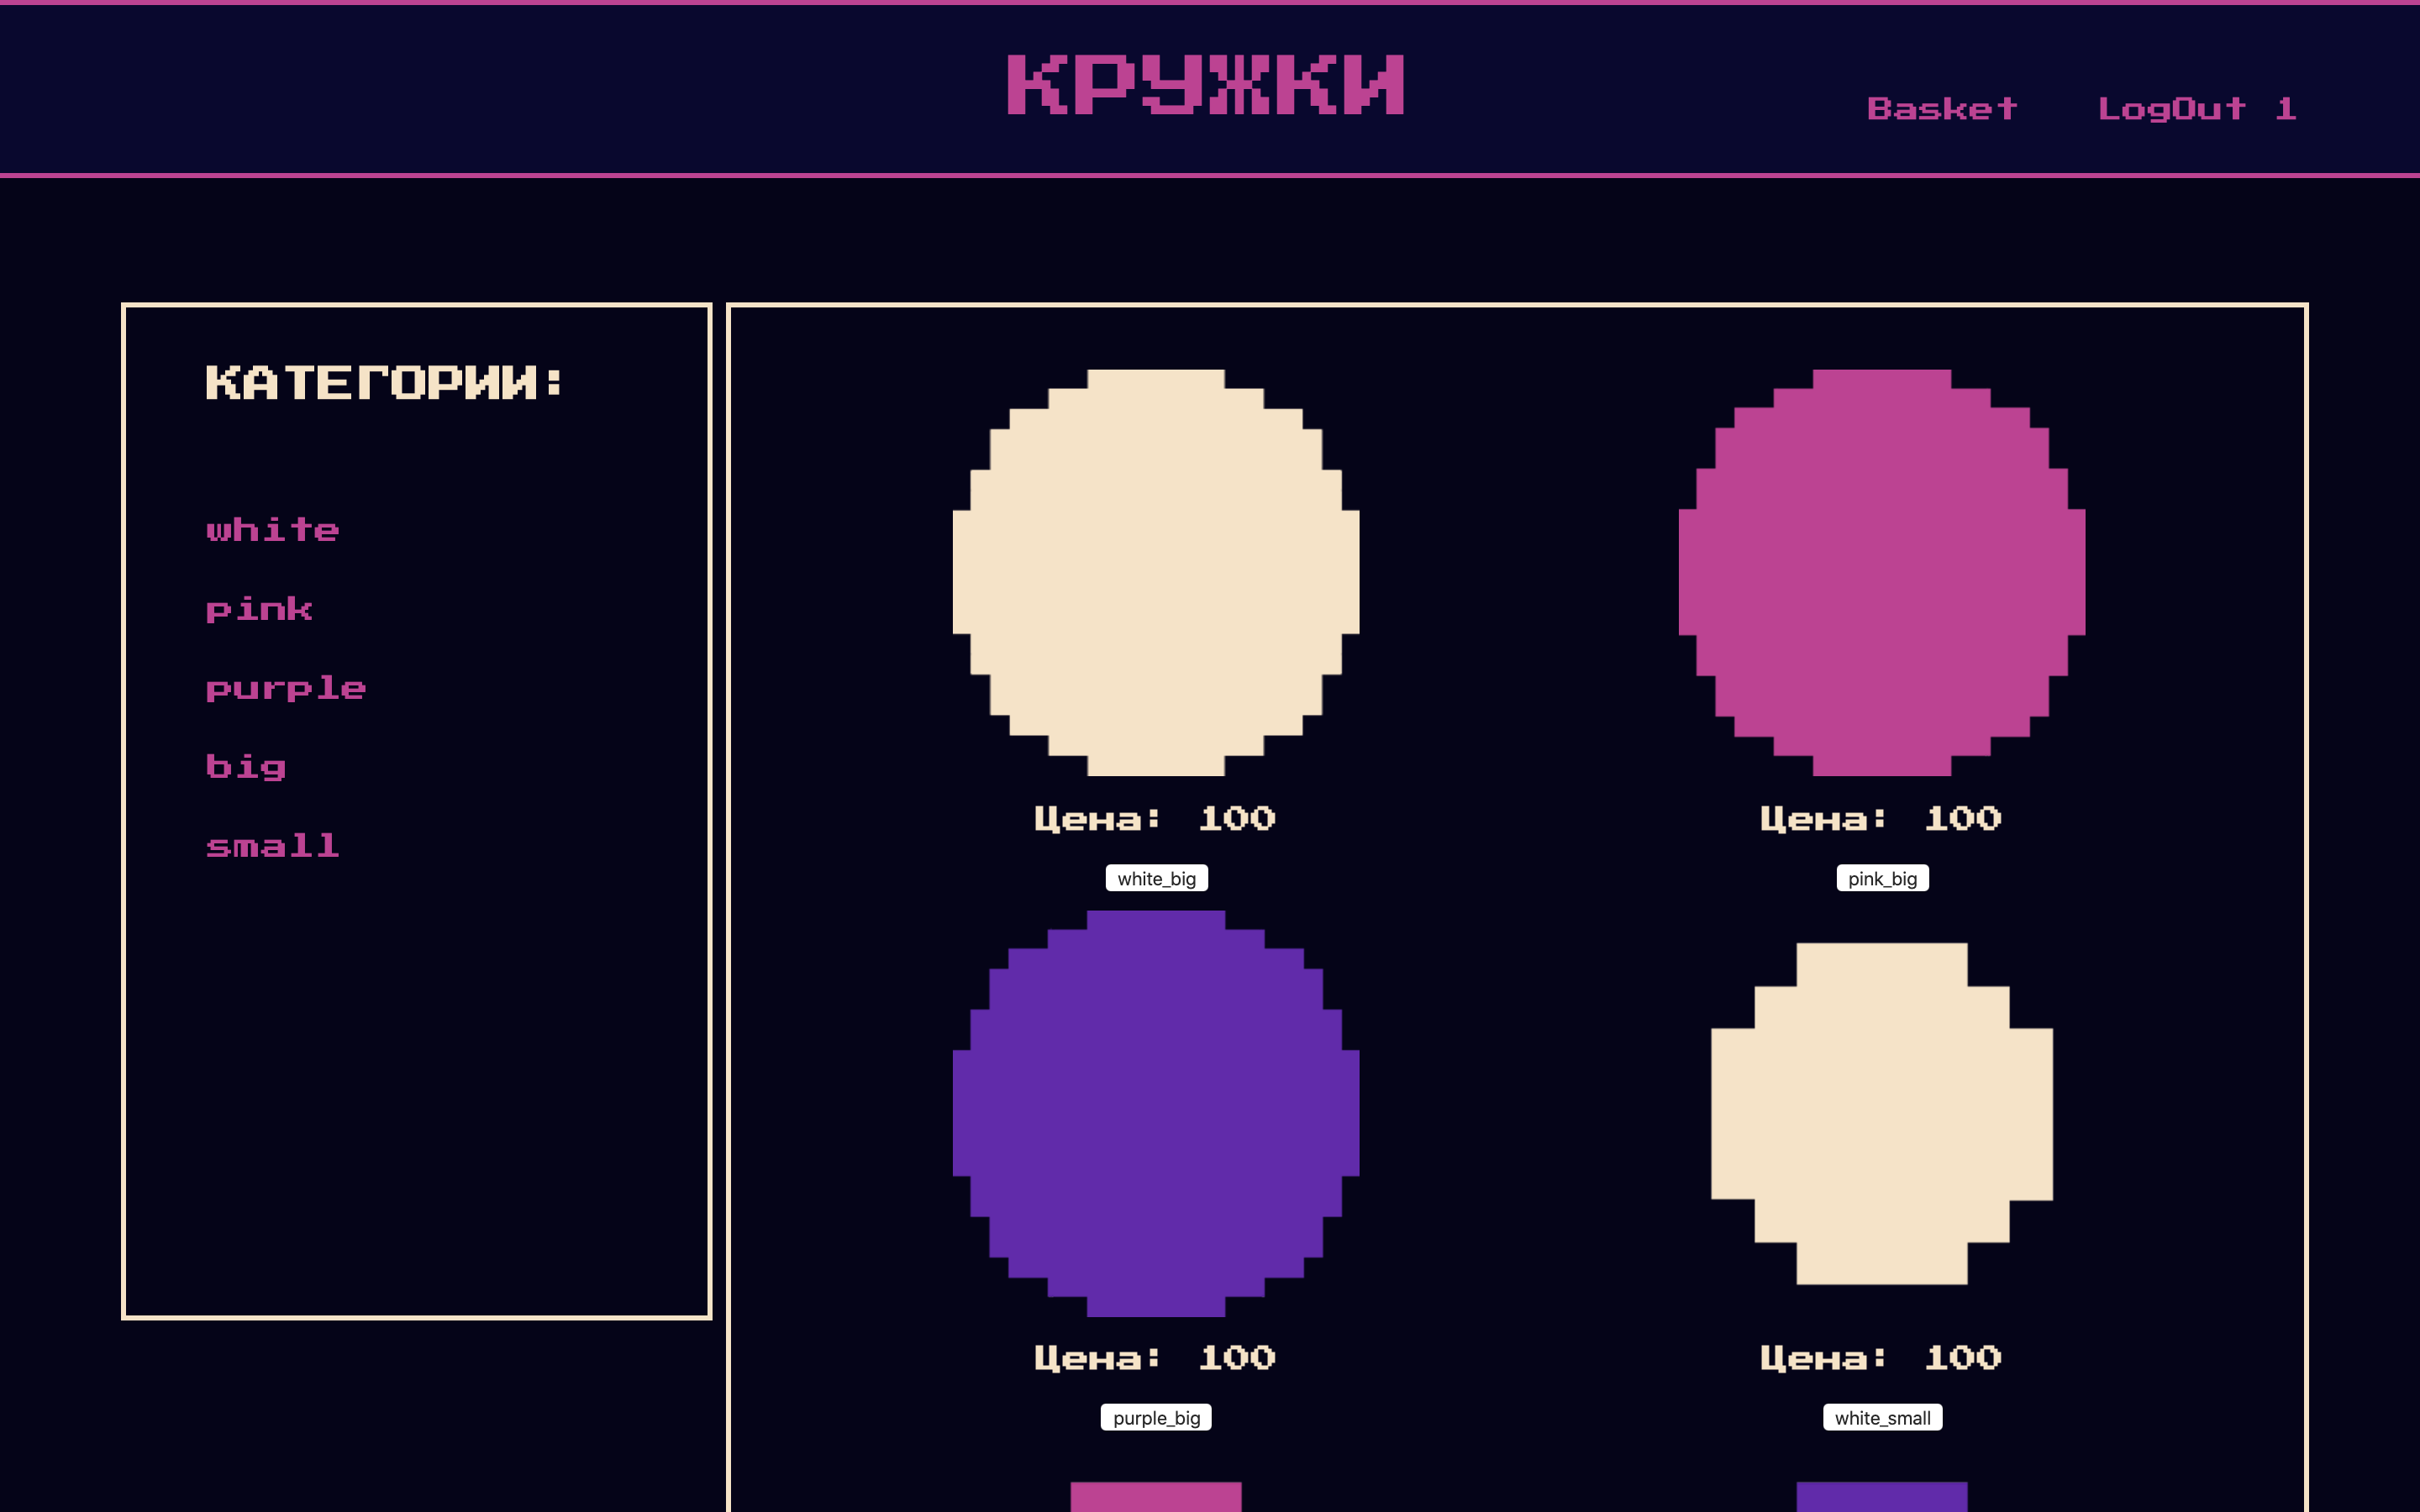 КРУЖКИ
Basket
LogOut 1
КАТЕГОРИИ:
white
pink
purple
big
small
Цена: 100
white_big
Цена: 100
pink_big
Цена: 100
purple_big
Цена: 100
white_small